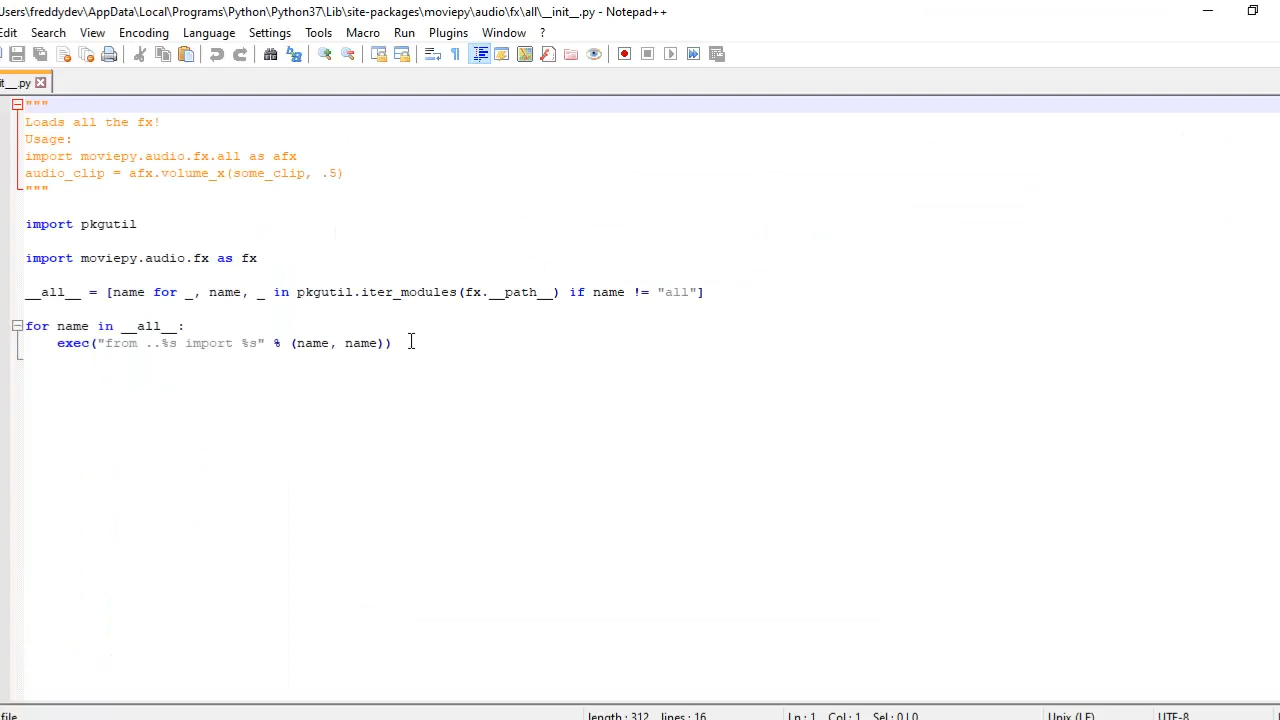 Users\freddydev\AppData\Local\Programs\Python\Python37\Lib\site-packages\moviepy\audio\fx\all\__init__.py - Notepad++
Edit Search View Encoding Language Settings Tools Macro Run Plugins Window ?
it__.py
"""
Loads all the fx!
Usage:
import moviepy.audio.fx.all as afx
audio_clip = afx.volume_x(some_clip, .5)
"""
import pkgutil
import moviepy.audio.fx as fx
__all__ = [name for _, name, _ in pkgutil.iter_modules(fx.__path__) if name != "all"]
for name in __all__:
exec("from ..%s import %s" % (name, name))
file length : 312 lines : 16 Ln : 1 Col : 1 Sel : 0 | 0 Unix (LF) UTF-8